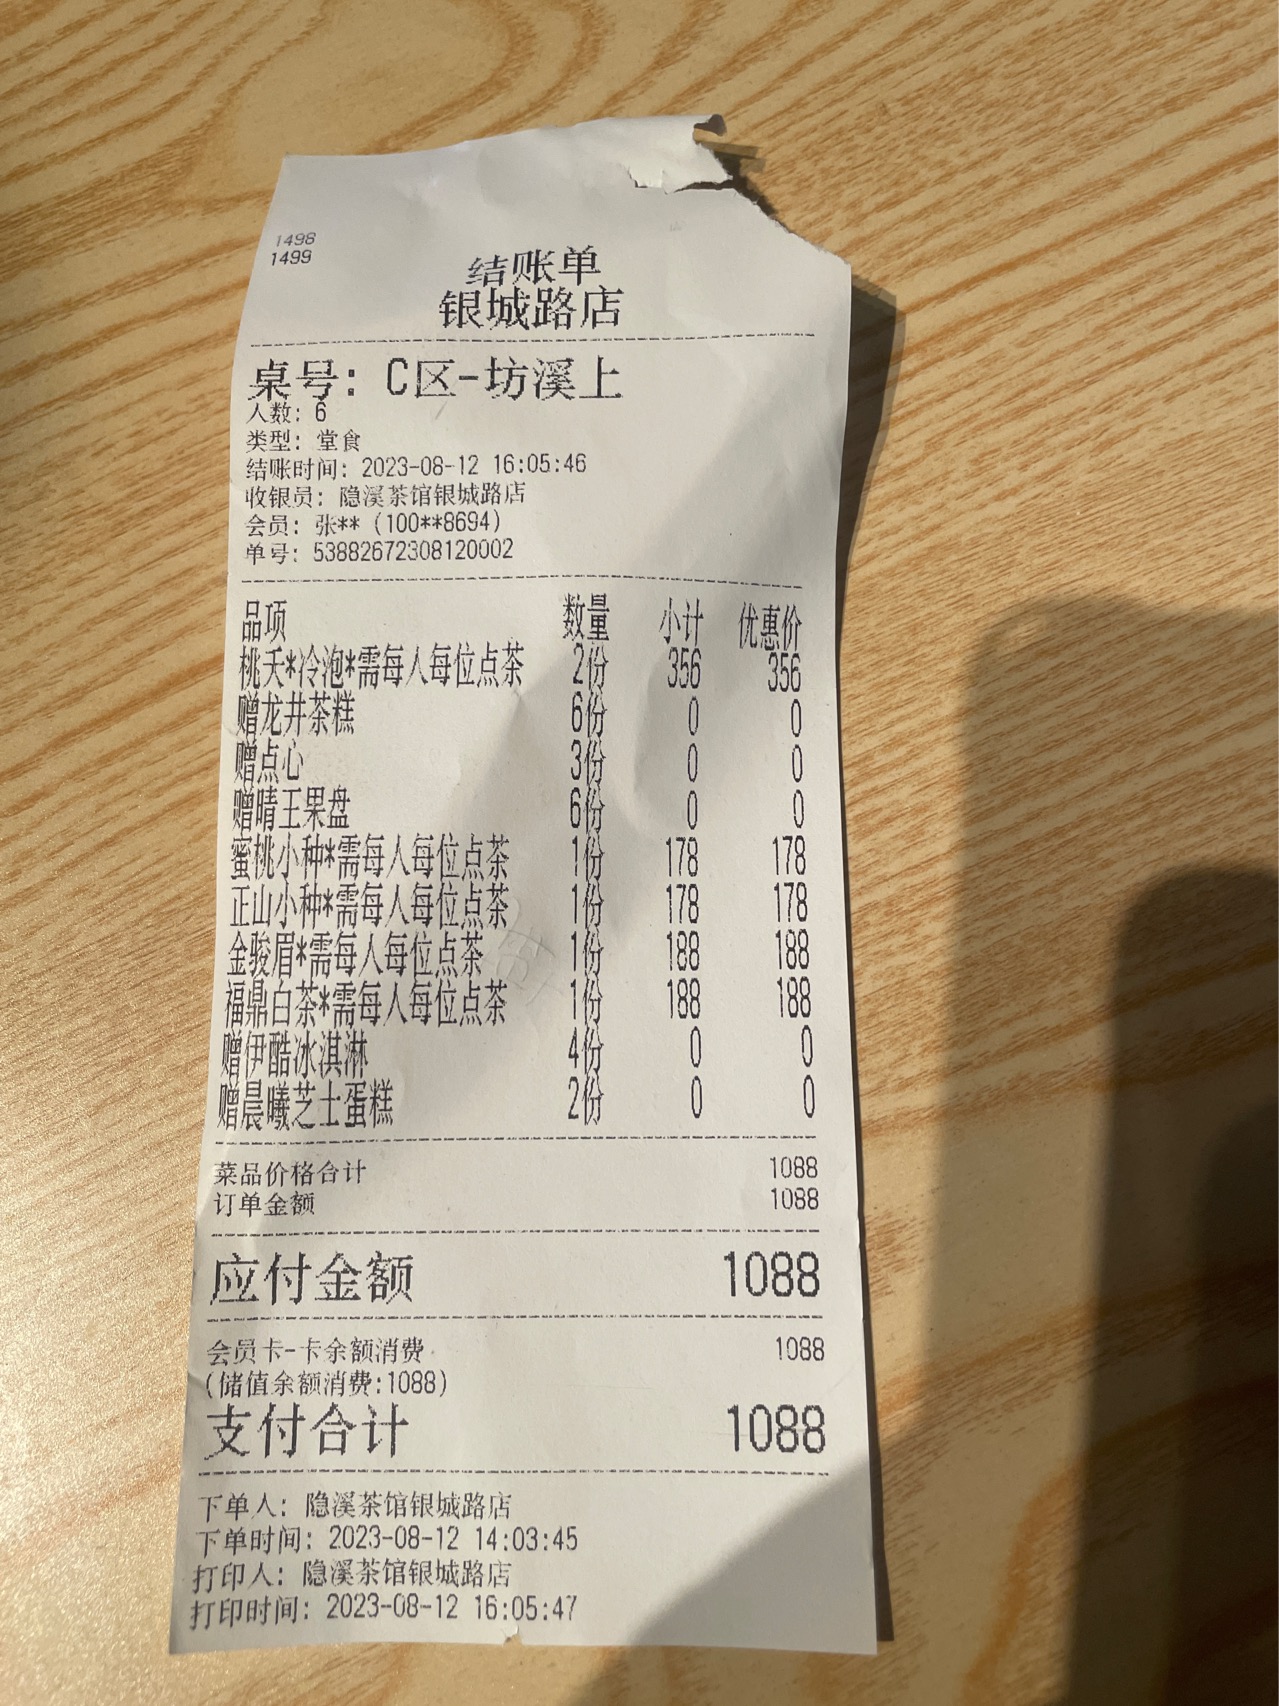 1498
1499
结账单
银城路店
桌号: C区-坊溪上
人数: 6
类型: 堂食
结账时间: 2023-08-12 16:05:46
收银员: 隐溪茶馆银城路店
会员: 张** (100**8694)
单号: 53882672308120002
品项 数量 小计 优惠价
桃夭*冷泡*需每人每位点茶 2份 356 356
赠龙井茶糕 6份 0 0
赠点心 3份 0 0
赠晴王果盘 6份 0 0
蜜桃小种*需每人每位点茶 1份 178 178
正山小种*需每人每位点茶 1份 178 178
金骏眉*需每人每位点茶 1份 188 188
福鼎白茶*需每人每位点茶 1份 188 188
赠伊酷冰淇淋 4份 0 0
赠晨曦芝士蛋糕 2份 0 0
菜品价格合计 1088
订单金额 1088
应付金额 1088
会员卡-卡余额消费 1088
(储值余额消费:1088)
支付合计 1088
下单人: 隐溪茶馆银城路店
下单时间: 2023-08-12 14:03:45
打印人: 隐溪茶馆银城路店
打印时间: 2023-08-12 16:05:47